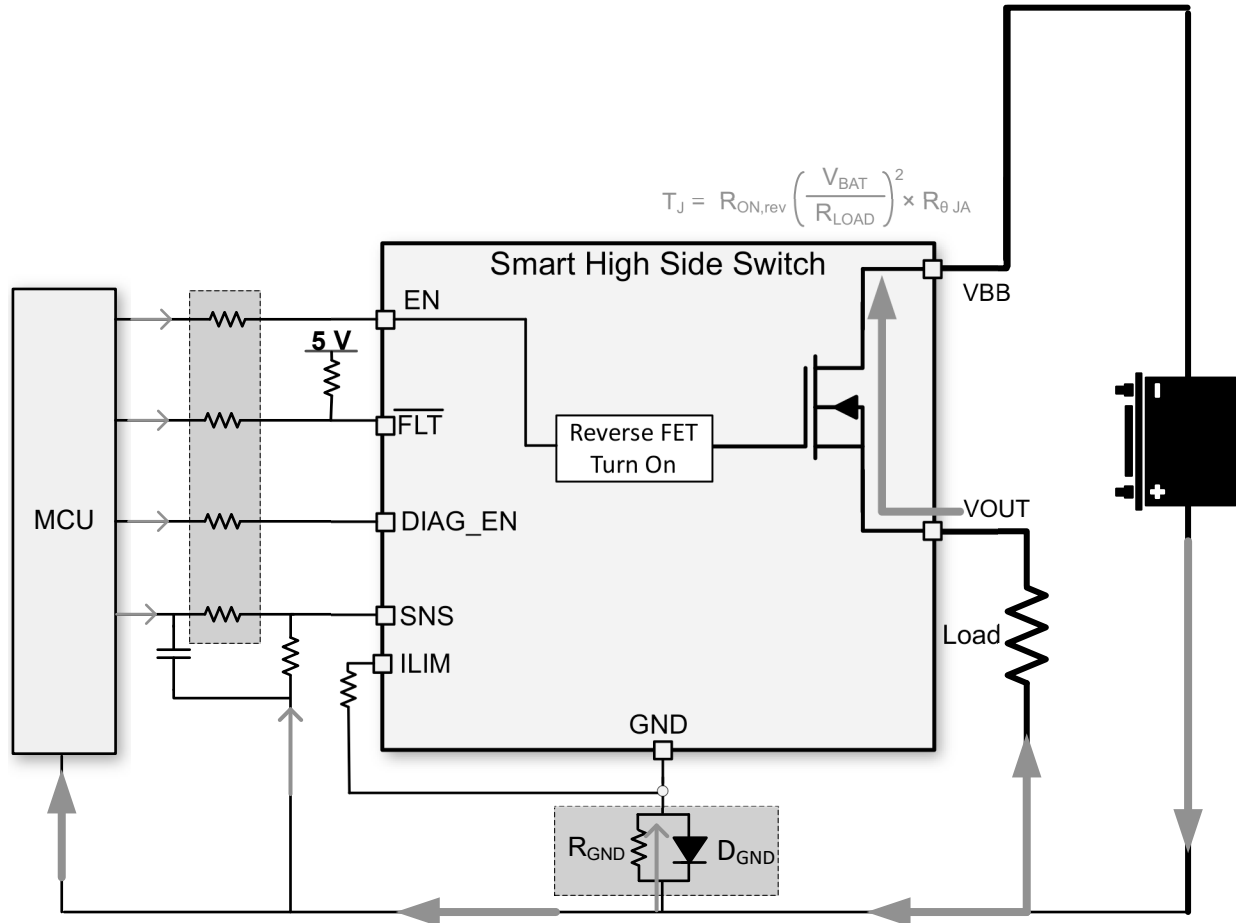 T_J = R_ON,rev (V_BAT / R_LOAD)² × R_θ JA
Smart High Side Switch
VBB
EN
5 V
FLT
Reverse FET
Turn On
MCU
DIAG_EN
VOUT
SNS
Load
ILIM
GND
R_GND
D_GND
-
+